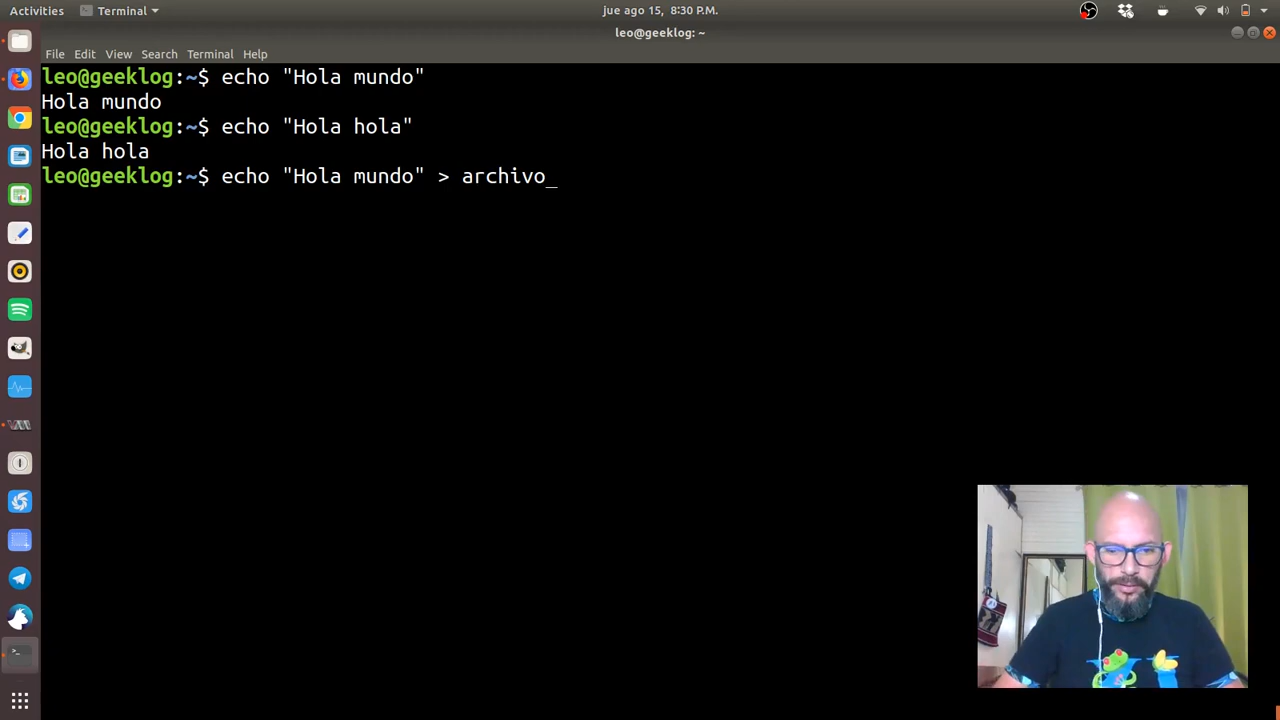 Activities
Terminal
jue ago 15, 8:30 P.M.
leo@geeklog: ~
File Edit View Search Terminal Help
leo@geeklog:~$ echo "Hola mundo"
Hola mundo
leo@geeklog:~$ echo "Hola hola"
Hola hola
leo@geeklog:~$ echo "Hola mundo" > archivo_